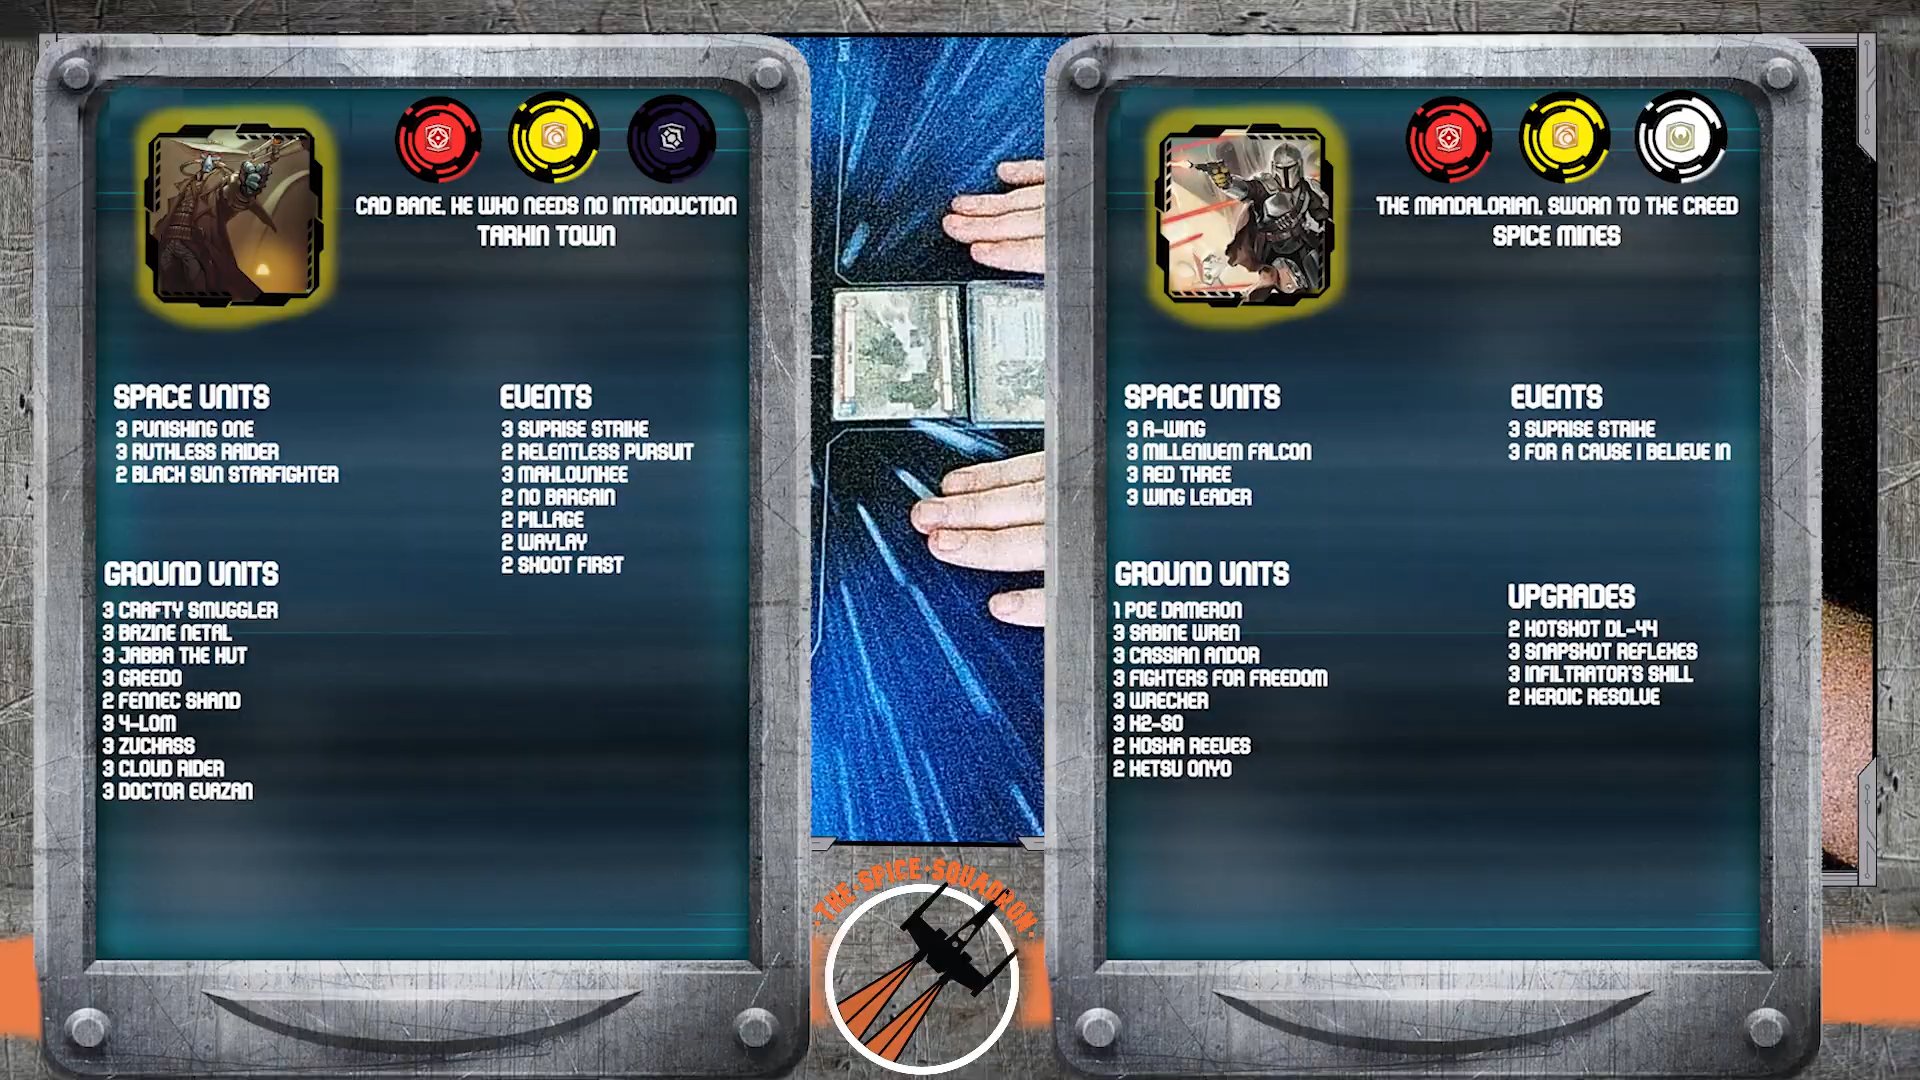 CAD BANE, HE WHO NEEDS NO INTRODUCTION
TARKIN TOWN
SPACE UNITS
3 PUNISHING ONE
3 RUTHLESS RAIDER
2 BLACK SUN STARFIGHTER
GROUND UNITS
3 CRAFTY SMUGGLER
3 BAZINE NETAL
3 JABBA THE HUT
3 GREEDO
2 FENNEC SHAND
3 4-LOM
3 ZUCKASS
3 CLOUD RIDER
3 DOCTOR EVAZAN
EVENTS
3 SUPRISE STRIKE
2 RELENTLESS PURSUIT
3 MAKLOUNKEE
2 NO BARGAIN
2 PILLAGE
2 WAYLAY
2 SHOOT FIRST
THE MANDALORIAN, SWORN TO THE CREED
SPICE MINES
SPACE UNITS
3 A-WING
3 MILLENIVEM FALCON
3 RED THREE
3 WING LEADER
GROUND UNITS
1 POE DAMERON
3 SABINE WREN
3 CASSIAN ANDOR
3 FIGHTERS FOR FREEDOM
3 WRECKER
3 K2-SO
2 KOSKA REEVES
2 KETSU ONYO
EVENTS
3 SUPRISE STRIKE
3 FOR A CAUSE I BELIEVE IN
UPGRADES
2 HOTSHOT DL-44
3 SNAPSHOT REFLEXES
3 INFILTRATOR'S SKILL
2 HEROIC RESOLVE
·THE·SPICE·SQUADRON·